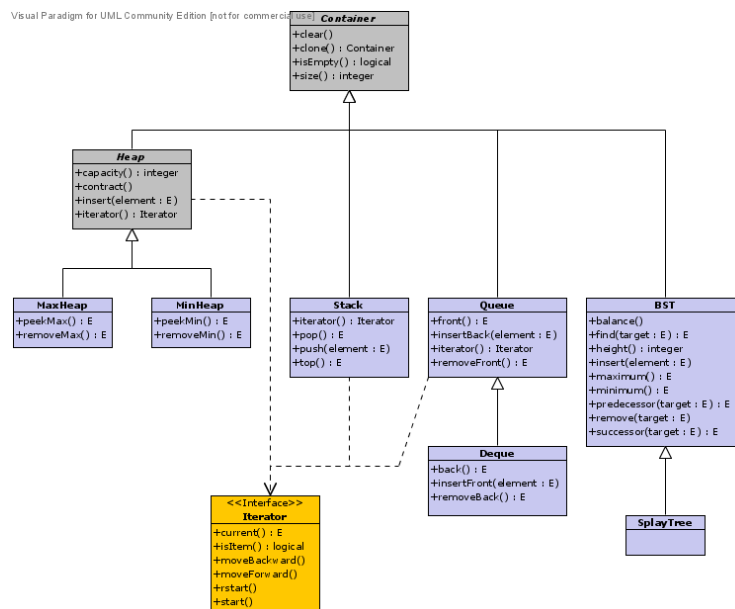 Visual Paradigm for UML Community Edition [not for commercial use]
Container
+clear()
+clone() : Container
+isEmpty() : logical
+size() : integer
Heap
+capacity() : integer
+contract()
+insert(element : E)
+iterator() : Iterator
MaxHeap
+peekMax() : E
+removeMax() : E
MinHeap
+peekMin() : E
+removeMin() : E
Stack
+iterator() : Iterator
+pop() : E
+push(element : E)
+top() : E
Queue
+front() : E
+insertBack(element : E)
+iterator() : Iterator
+removeFront() : E
BST
+balance()
+find(target : E) : E
+height() : integer
+insert(element : E)
+maximum() : E
+minimum() : E
+predecessor(target : E) : E
+remove(target : E)
+successor(target : E) : E
Deque
+back() : E
+insertFront(element : E)
+removeBack() : E
SplayTree
<<Interface>>
Iterator
+current() : E
+isItem() : logical
+moveBackward()
+moveForward()
+rstart()
+start()